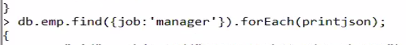 }
> db.emp.find({job:'manager'}).forEach(printjson);
{